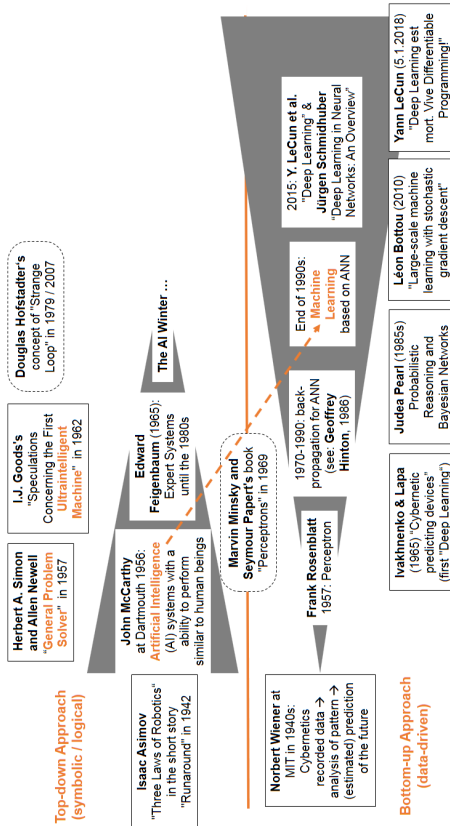 Top-down Approach
(symbolic / logical)
Herbert A. Simon
and Allen Newell
"General Problem
Solver" in 1957
I.J. Goods's
"Speculations
Concerning the First
Ultraintelligent
Machine" in 1962
Douglas Hofstadter's
concept of "Strange
Loop" in 1979 / 2007
Isaac Asimov
"Three Laws of Robotics"
in the short story
"Runaround" in 1942
John McCarthy
at Dartmouth 1956:
Artificial Intelligence
(AI) systems with a
ability to perform
similar to human beings
Edward
Feigenbaum (1965):
Expert Systems
until the 1980s
The AI Winter ...
Marvin Minsky and
Seymour Papert's book
"Perceptrons" in 1969
Norbert Wiener at
MIT in 1940s:
Cybernetics
recorded data →
analysis of pattern →
(estimated) prediction
of the future
Frank Rosenblatt
1957: Perceptron
1970-1990: back-
propagation for ANN
(see: Geoffrey
Hinton, 1986)
End of 1990s:
Machine
Learning
based on ANN
2015: Y. LeCun et al.
"Deep Learning" &
Jürgen Schmidhuber
"Deep Learning in Neural
Networks: An Overview"
Bottom-up Approach
(data-driven)
Ivakhnenko & Lapa
(1965) "Cybernetic
predicting devices"
(first "Deep Learning")
Judea Pearl (1985s)
Probabilistic
Reasoning and
Bayesian Networks
Léon Bottou (2010)
"Large-scale machine
learning with stochastic
gradient descent"
Yann LeCun (5.1.2018)
"Deep Learning est
mort. Vive Differentiable
Programming!"